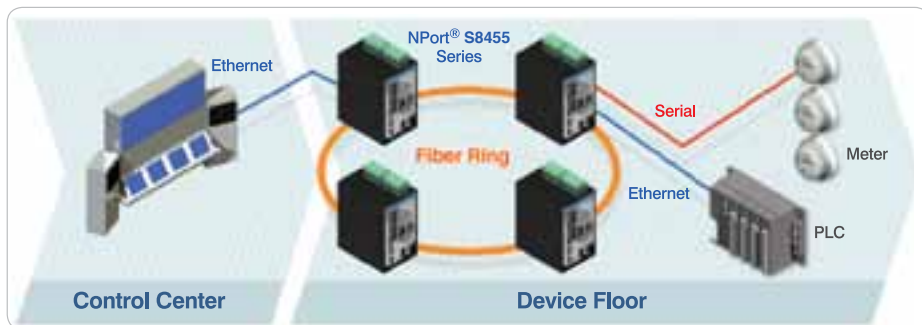 NPort® S8455
Series
Ethernet
Serial
Fiber Ring
Meter
Ethernet
PLC
Control Center
Device Floor